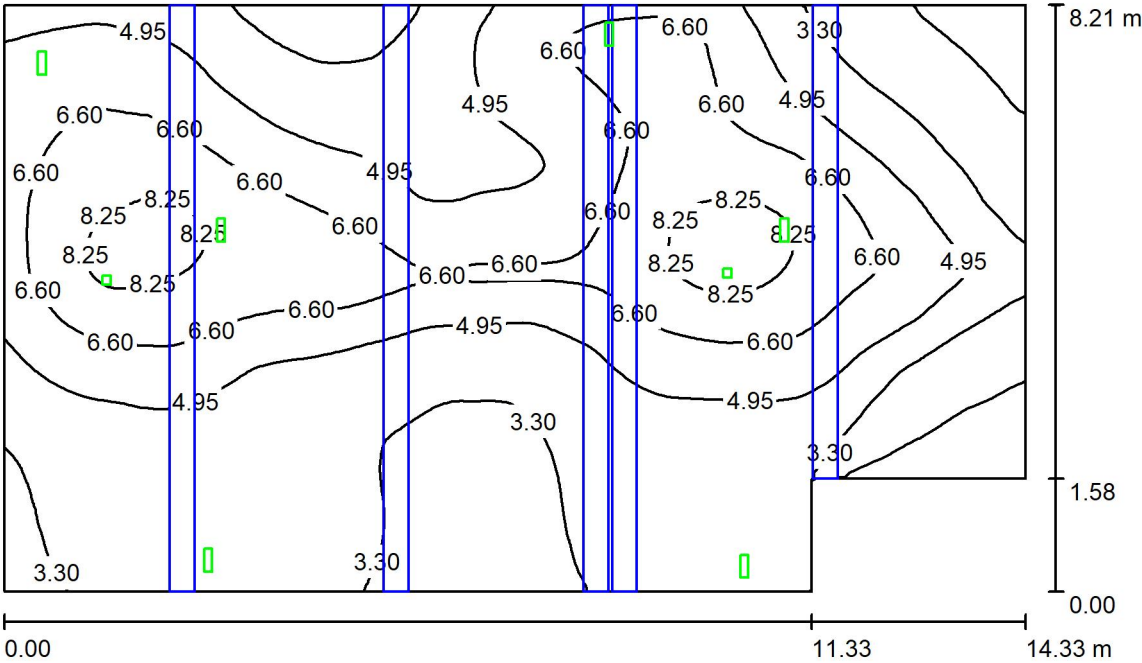 4.95 3.30 6.60 8.21 m
6.60
4.95 6.60 4.95
6.60 6.60 6.60
6.60 4.95 6.60
6.60
8.25 8.25
8.25 6.60 6.60 8.25
8.25 8.25
8.25 6.60 6.60 8.25 6.60 4.95
6.60 8.25 8.25
6.60 6.60
6.60 6.60 4.95 6.60
4.95 4.95
3.30
3.30
1.58
3.30 3.30
0.00
0.00 11.33 14.33 m